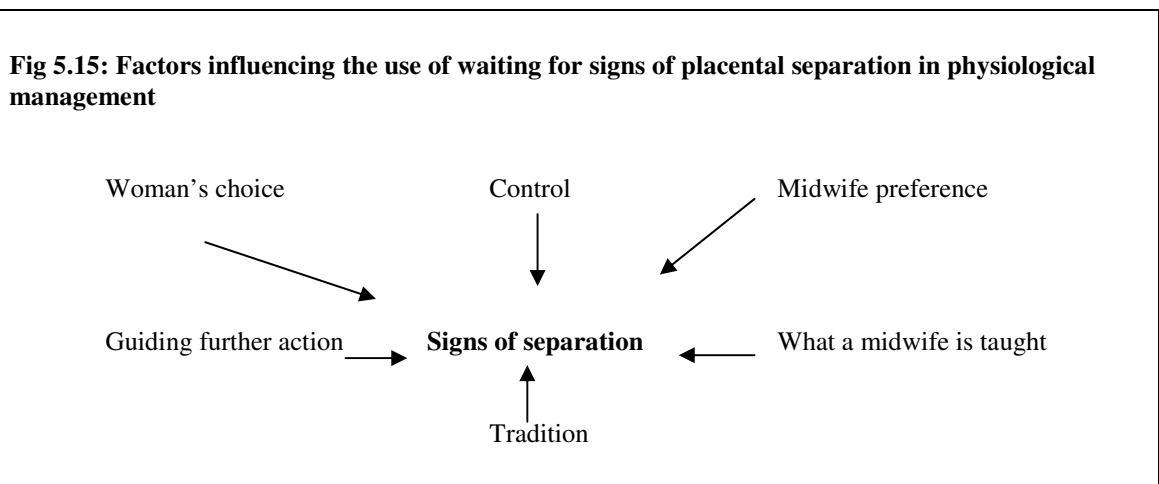 Fig 5.15: Factors influencing the use of waiting for signs of placental separation in physiological
management
Woman’s choice
Control
Midwife preference
Guiding further action
Signs of separation
What a midwife is taught
Tradition